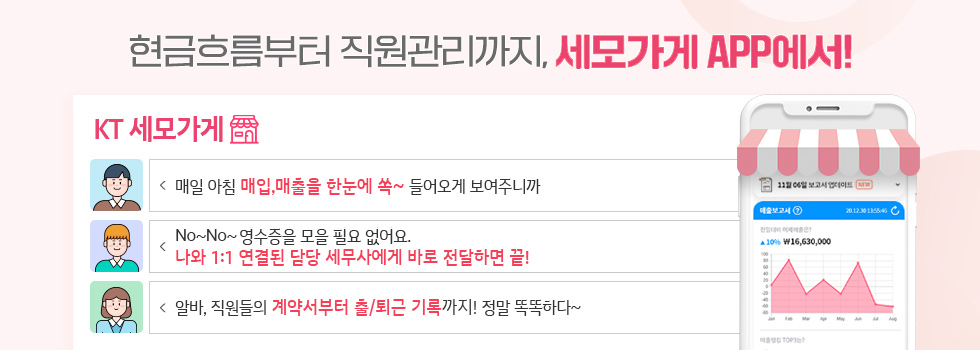 현금흐름부터 직원관리까지, 세모가게 APP에서!
KT 세모가게
매일 아침 매입,매출을 한눈에 쏙~ 들어오게 보여주니까
No~No~ 영수증을 모을 필요 없어요.
나와 1:1 연결된 담당 세무사에게 바로 전달하면 끝!
알바, 직원들의 계약서부터 출/퇴근 기록까지! 정말 똑똑하다~
11월 06일 보고서 업데이트 NEW
매출보고서 ? 20.12.30 13:55:46
전일대비 어제매출은?
▲10% ₩16,630,000
100
80
60
40
20
0
-20
-40
-60
-80
Jan Feb Mar Apr May Jun Jul Aug
매출랭킹 TOP3는?